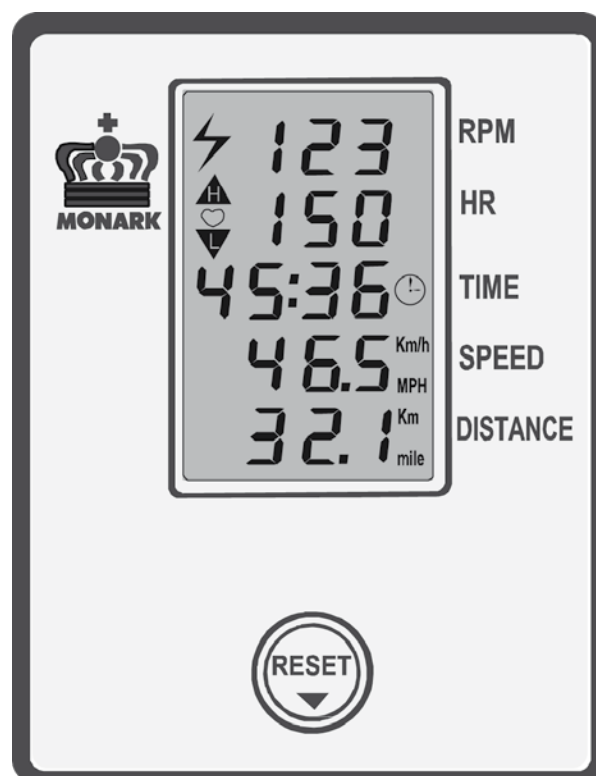 123 RPM
H
150 HR
L
MONARK
45:36 TIME
46.5 Km/h MPH SPEED
32.1 Km mile DISTANCE
RESET